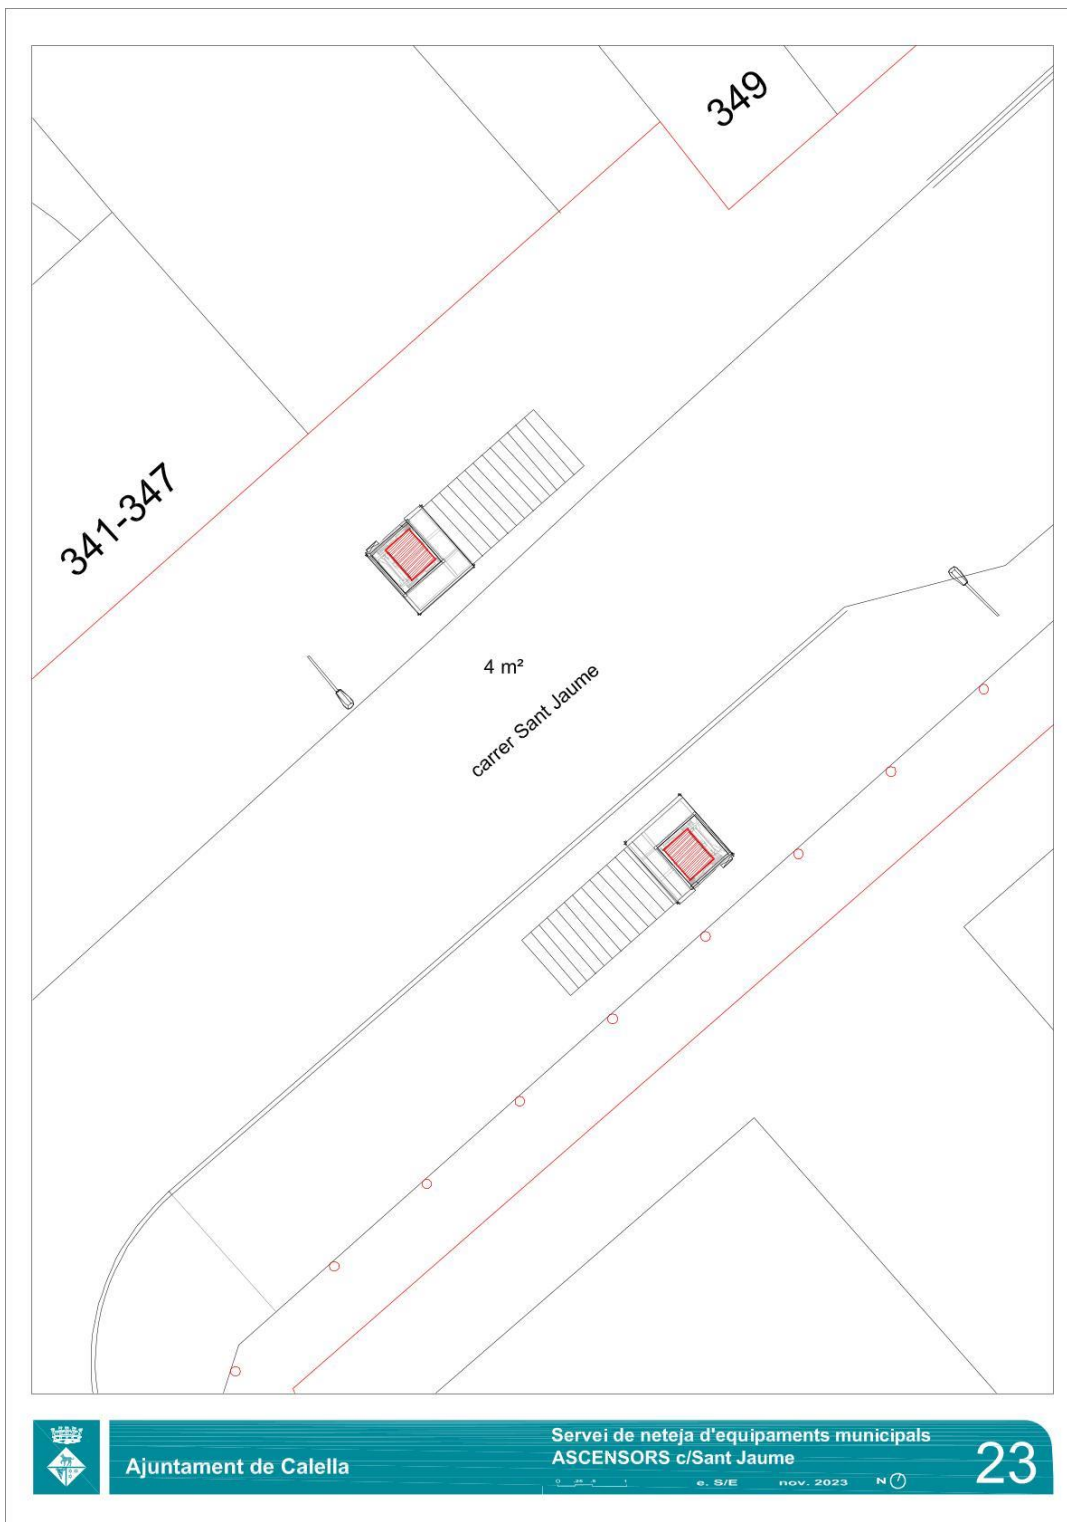 349
341-347
4 m²
carrer Sant Jaume
Ajuntament de Calella
Servei de neteja d'equipaments municipals
ASCENSORS c/Sant Jaume
e. S/E nov. 2023 N
23